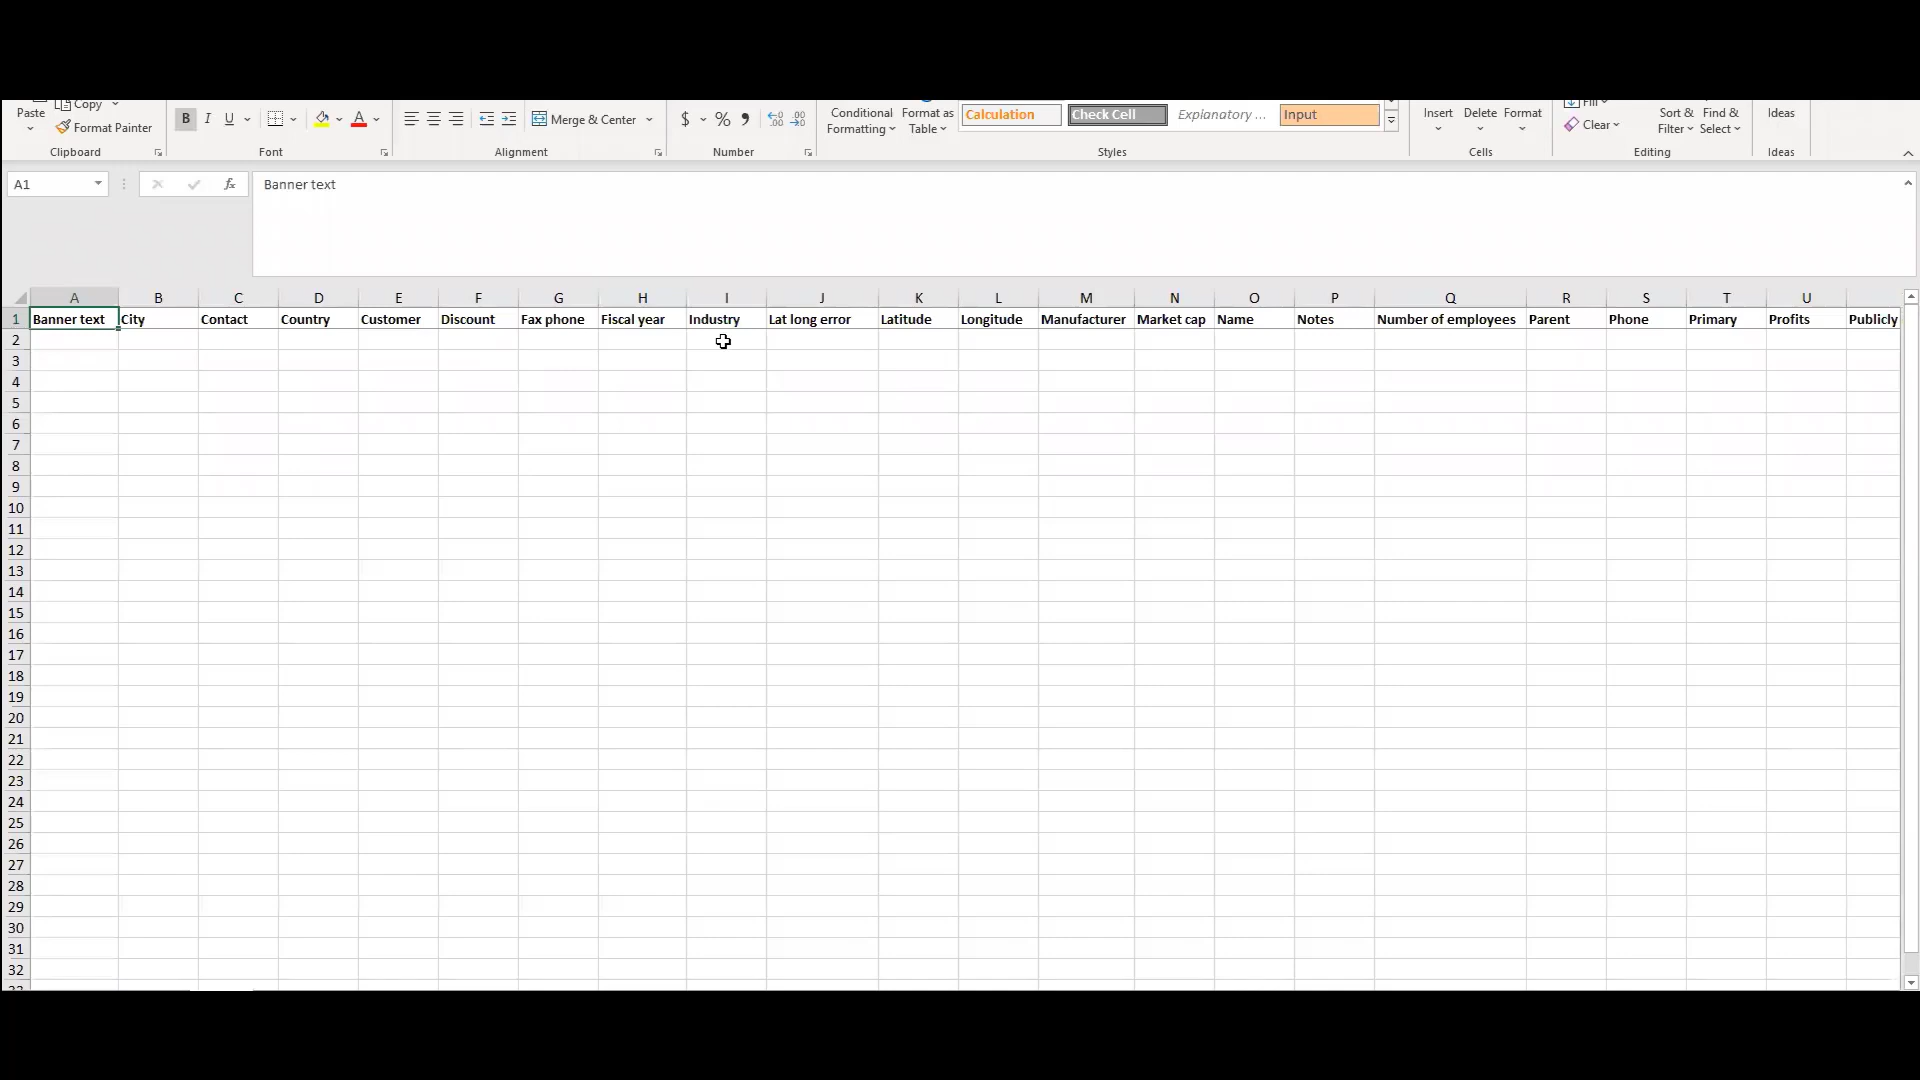 Paste
Copy
Format Painter
Clipboard
B I U
A
Font
Merge & Center
Alignment
$ % ,
Number
Conditional
Formatting
Format as
Table
Calculation
Check Cell
Explanatory ...
Input
Styles
Insert
Delete
Format
Cells
Fill
Clear
Sort &
Filter
Find &
Select
Editing
Ideas
Ideas
A1
fx
Banner text
A B C D E F G H I J K L M N O P Q R S T U
1 Banner text City Contact Country Customer Discount Fax phone Fiscal year Industry Lat long error Latitude Longitude Manufacturer Market cap Name Notes Number of employees Parent Phone Primary Profits Publicly
2
3
4
5
6
7
8
9
10
11
12
13
14
15
16
17
18
19
20
21
22
23
24
25
26
27
28
29
30
31
32